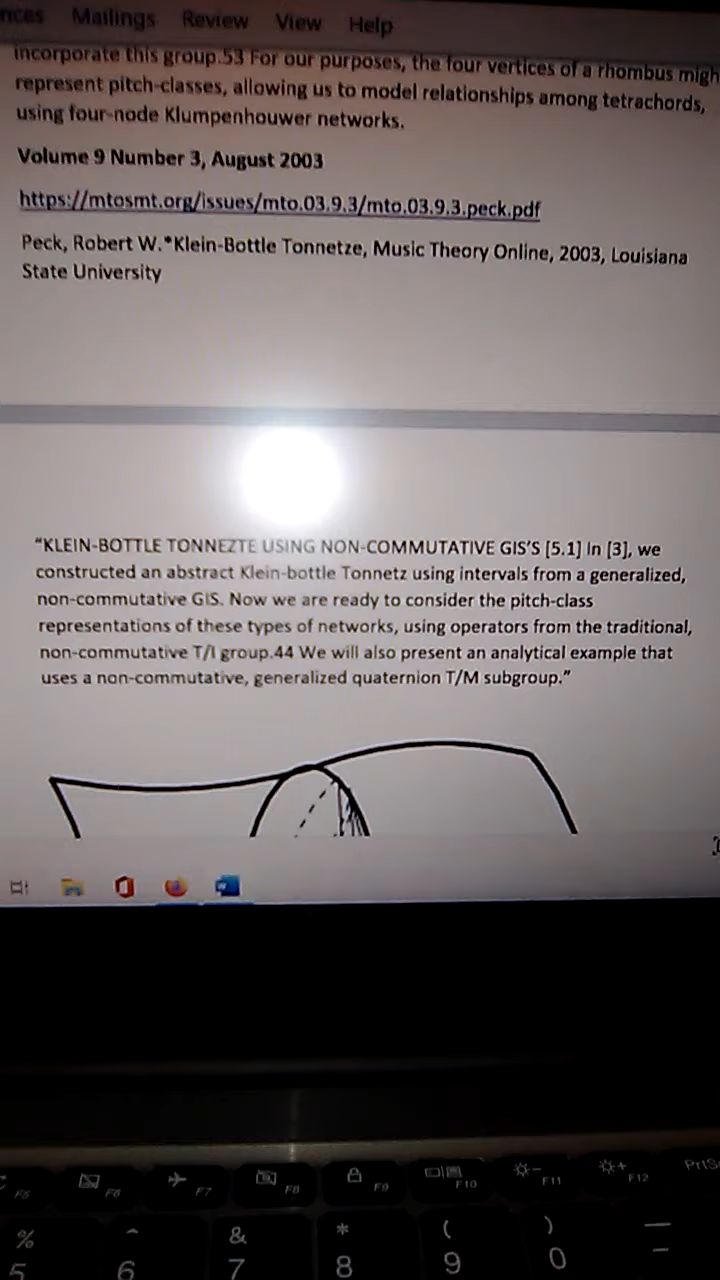 nces Mailings Review View Help
incorporate this group.53 For our purposes, the four vertices of a rhombus migh
represent pitch-classes, allowing us to model relationships among tetrachords,
using four-node Klumpenhouwer networks.
Volume 9 Number 3, August 2003
https://mtosmt.org/issues/mto.03.9.3/mto.03.9.3.peck.pdf
Peck, Robert W.*Klein-Bottle Tonnetze, Music Theory Online, 2003, Louisiana
State University
“KLEIN-BOTTLE TONNEZTE USING NON-COMMUTATIVE GIS’S [5.1] In [3], we
constructed an abstract Klein-bottle Tonnetz using intervals from a generalized,
non-commutative GIS. Now we are ready to consider the pitch-class
representations of these types of networks, using operators from the traditional,
non-commutative T/I group.44 We will also present an analytical example that
uses a non-commutative, generalized quaternion T/M subgroup.”
F5 F6 F7 F8 F9 F10 F11 F12 PrtS
% ^ & * ( ) —
5 6 7 8 9 0 -